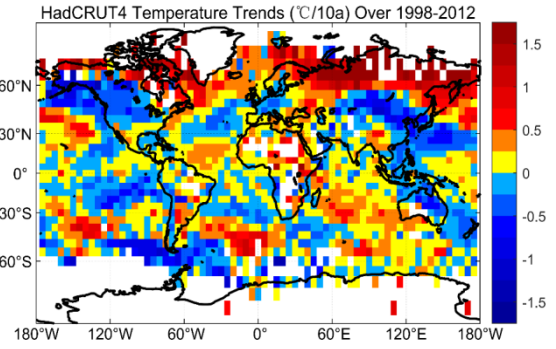 HadCRUT4 Temperature Trends (℃/10a) Over 1998-2012
60°N
30°N
0°
30°S
60°S
180°W
120°W
60°W
0°
60°E
120°E
180°W
1.5
1
0.5
0
-0.5
-1
-1.5